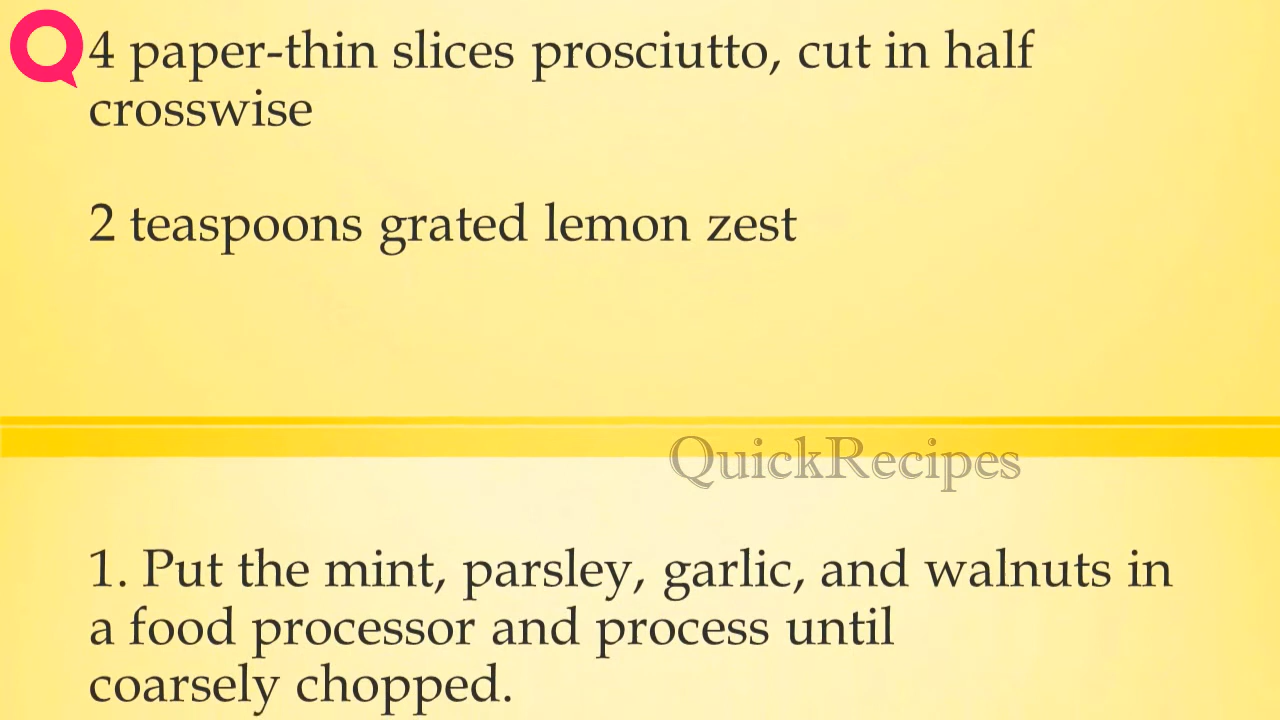 4 paper-thin slices prosciutto, cut in half
crosswise
2 teaspoons grated lemon zest
QuickRecipes
1. Put the mint, parsley, garlic, and walnuts in
a food processor and process until
coarsely chopped.